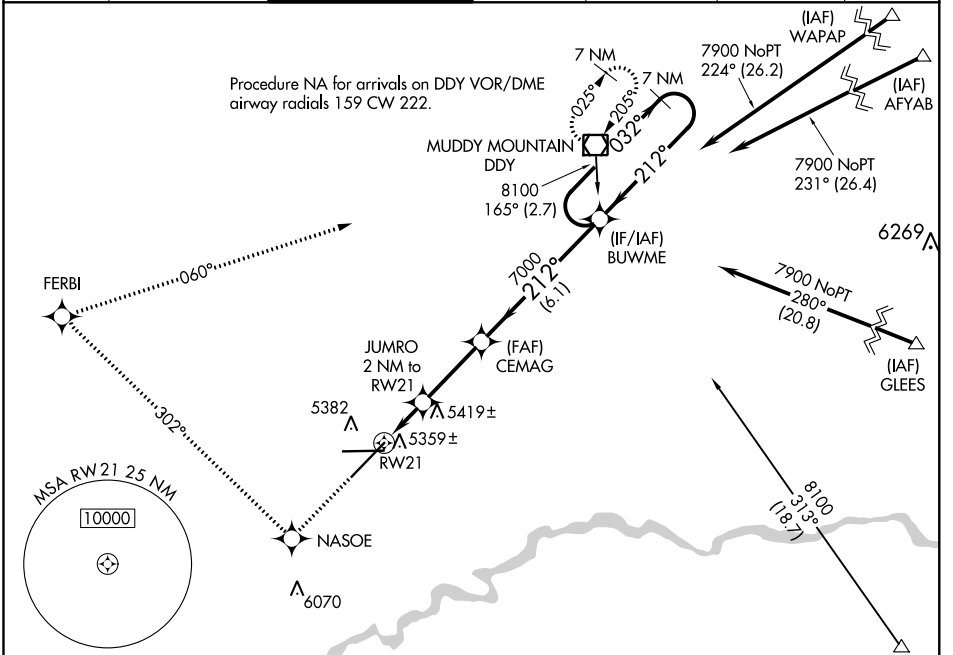 (IAF)
WAPAP
7900 NoPT
224° (26.2)
(IAF)
AFYAB
7900 NoPT
231° (26.4)
Procedure NA for arrivals on DDY VOR/DME
airway radials 159 CW 222.
7 NM
7 NM
025°
205°
032°
212°
MUDDY MOUNTAIN
DDY
8100
165° (2.7)
(IF/IAF)
BUWME
6269
7000
212°
(6.1)
FERBI
060°
7900 NoPT
280°
(20.8)
(IAF)
GLEES
(FAF)
CEMAG
JUMRO
2 NM to
RW21
5419±
5382
5359±
RW21
302°
MSA RW21 25 NM
10000
NASOE
6070
8100
313°
(18.7)